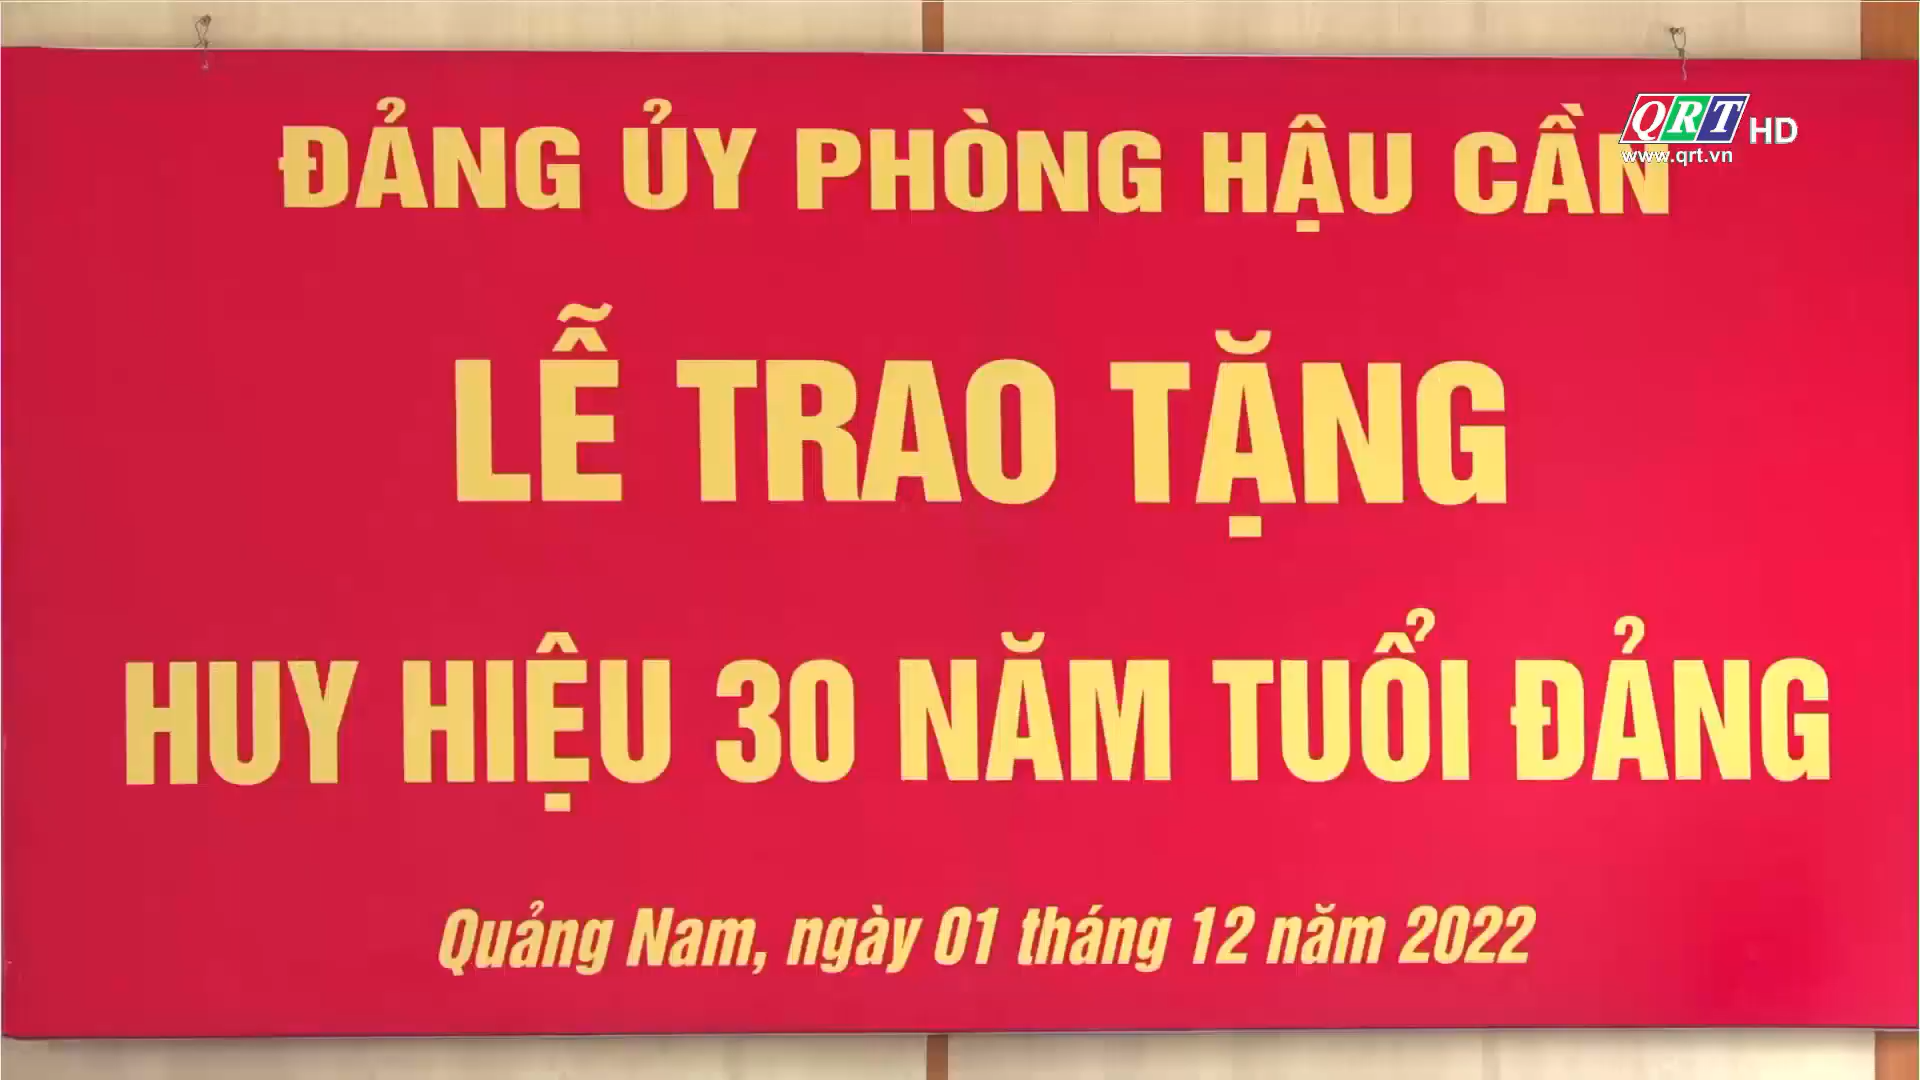 ĐẢNG ỦY PHÒNG HẬU CẦN
QRT HD
www.qrt.vn
LỄ TRAO TẶNG
HUY HIỆU 30 NĂM TUỔI ĐẢNG
Quảng Nam, ngày 01 tháng 12 năm 2022